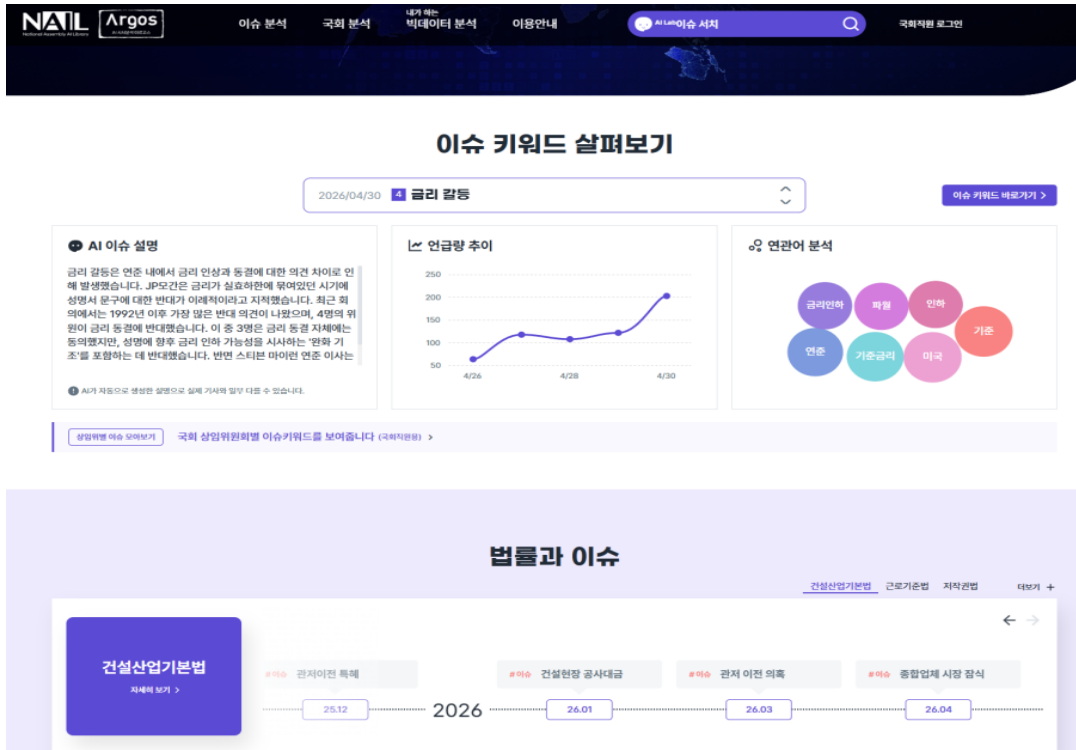 NAIL
National Assembly AI Library
Argos
이슈 분석
국회 분석
내가 하는
빅데이터 분석
이용안내
AI Lab이슈 서치
국회직원 로그인
이슈 키워드 살펴보기
2026/04/30 4 금리 갈등
이슈 키워드 바로가기 >
AI 이슈 설명
금리 갈등은 연준 내에서 금리 인상과 동결에 대한 의견 차이로 인
해 발생했습니다. JP모간은 금리가 실효하한에 묶여있던 시기에
성명서 문구에 대한 반대가 이례적이라고 지적했습니다. 최근 회
의에서는 1992년 이후 가장 많은 반대 의견이 나왔으며, 4명의 위
원이 금리 동결에 반대했습니다. 이 중 3명은 금리 동결 자체에는
동의했지만, 성명에 향후 금리 인하 가능성을 시사하는 '완화 기
조'를 포함하는 데 반대했습니다. 반면 스티븐 마이런 연준 이사는
AI가 자동으로 생성한 설명으로 실제 기사와 일부 다를 수 있습니다.
언급량 추이
250
200
150
100
50
4/26
4/28
4/30
연관어 분석
금리인하
파월
인하
기준
연준
기준금리
미국
상임위별 이슈 모아보기
국회 상임위원회별 이슈키워드를 보여줍니다 (국회직원용) >
법률과 이슈
건설산업기본법
근로기준법
저작권법
더보기 +
건설산업기본법
자세히 보기 >
#이슈 관저이전 특혜
#이슈 건설현장 공사대금
#이슈 관저 이전 의혹
#이슈 종합업체 시장 잠식
25.12
2026
26.01
26.03
26.04